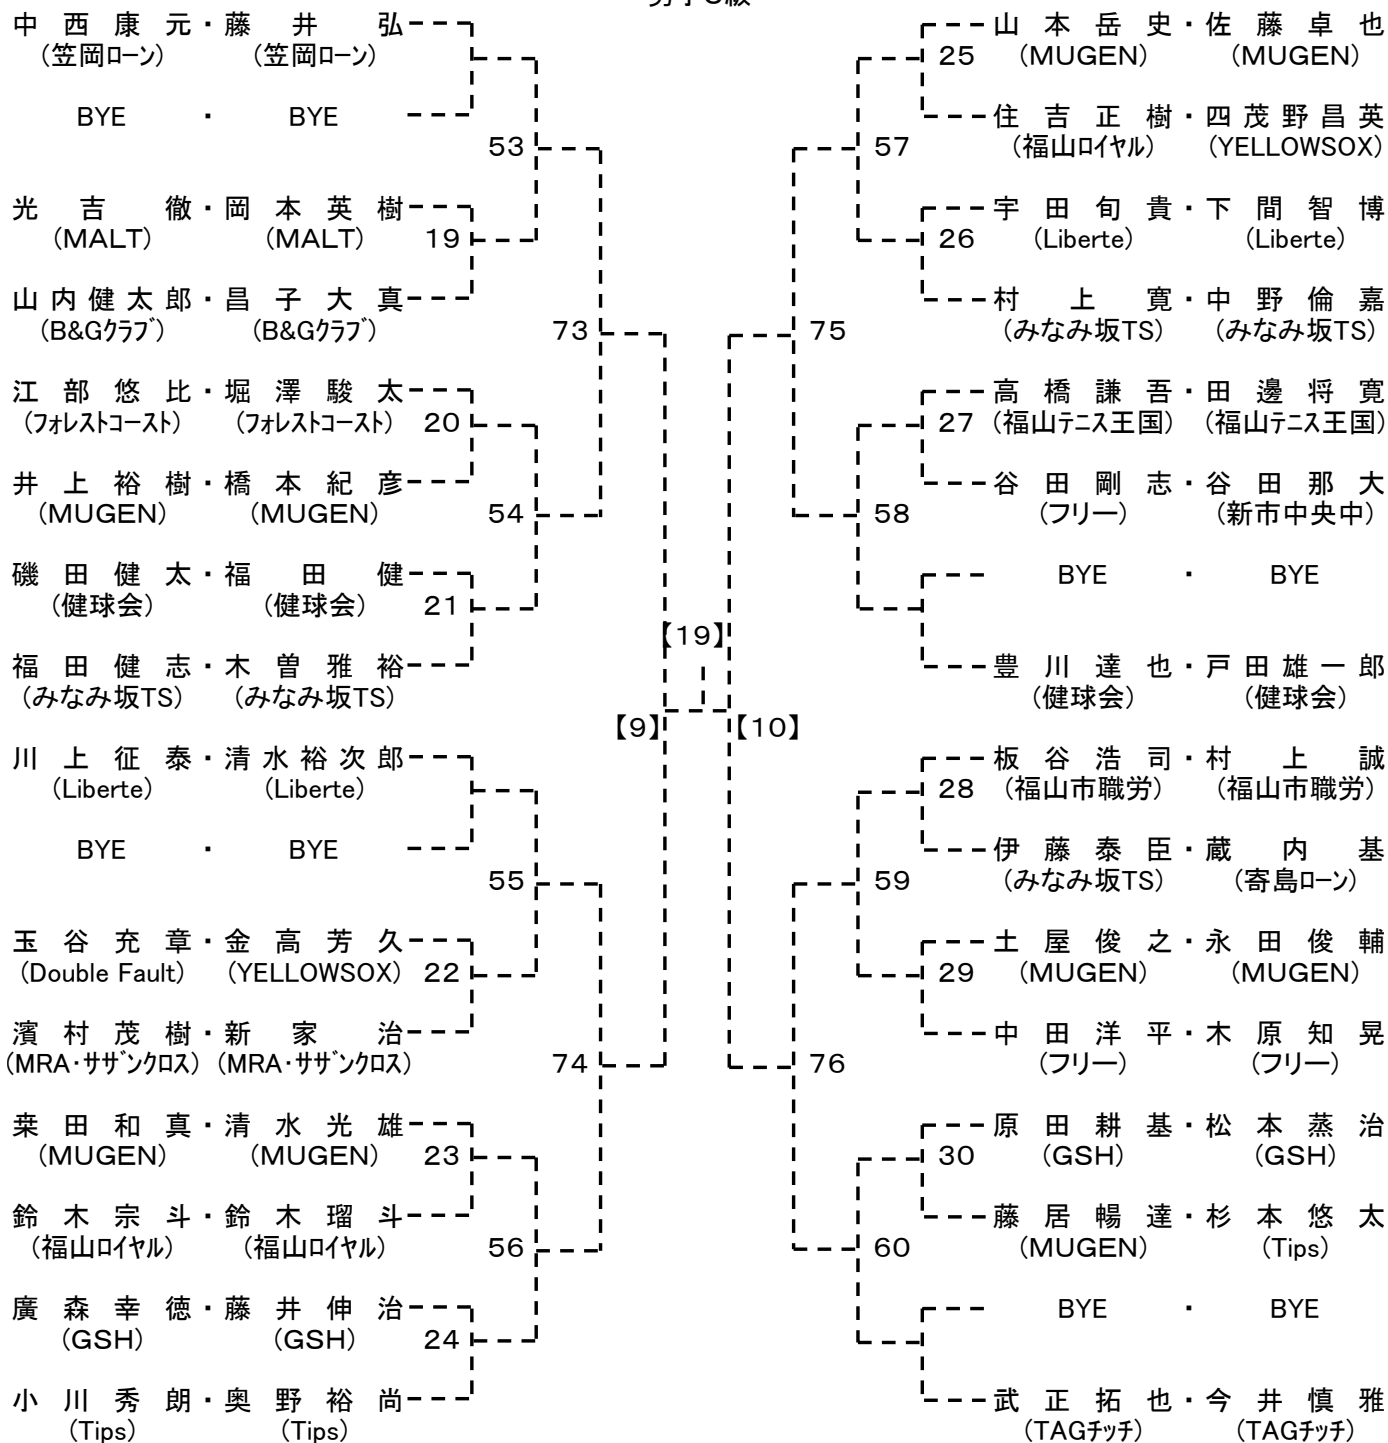 中西康元・藤井弘
(笠岡ローン) (笠岡ローン)
BYE ・ BYE
53
光吉徹・岡本英樹
(MALT) (MALT) 19
山内健太郎・昌子大真
(B&Gクラブ) (B&Gクラブ)
73
江部悠比・堀澤駿太
(フォレストコースト) (フォレストコースト) 20
井上裕樹・橋本紀彦
(MUGEN) (MUGEN) 54
磯田健太・福田健
(健球会) (健球会) 21
福田健志・木曽雅裕
(みなみ坂TS) (みなみ坂TS)
【9】
川上征泰・清水裕次郎
(Liberte) (Liberte)
BYE ・ BYE
55
玉谷充章・金高芳久
(Double Fault) (YELLOWSOX) 22
濱村茂樹・新家治
(MRA・サザンクロス) (MRA・サザンクロス) 74
桒田和真・清水光雄
(MUGEN) (MUGEN) 23
鈴木宗斗・鈴木瑠斗
(福山ロイヤル) (福山ロイヤル) 56
廣森幸徳・藤井伸治
(GSH) (GSH) 24
小川秀朗・奥野裕尚
(Tips) (Tips)
【19】
山本岳史・佐藤卓也
25 (MUGEN) (MUGEN)
住吉正樹・四茂野昌英
57 (福山ロイヤル) (YELLOWSOX)
宇田旬貴・下間智博
26 (Liberte) (Liberte)
村上寛・中野倫嘉
75 (みなみ坂TS) (みなみ坂TS)
高橋謙吾・田邊将寛
27 (福山テニス王国) (福山テニス王国)
谷田剛志・谷田那大
58 (フリー) (新市中央中)
BYE ・ BYE
豊川達也・戸田雄一郎
(健球会) (健球会)
【10】
板谷浩司・村上誠
28 (福山市職労) (福山市職労)
伊藤泰臣・蔵内基
59 (みなみ坂TS) (寄島ローン)
土屋俊之・永田俊輔
29 (MUGEN) (MUGEN)
中田洋平・木原知晃
76 (フリー) (フリー)
原田耕基・松本蒸治
30 (GSH) (GSH)
藤居暢達・杉本悠太
60 (MUGEN) (Tips)
BYE ・ BYE
武正拓也・今井慎雅
(TAGチッチ) (TAGチッチ)